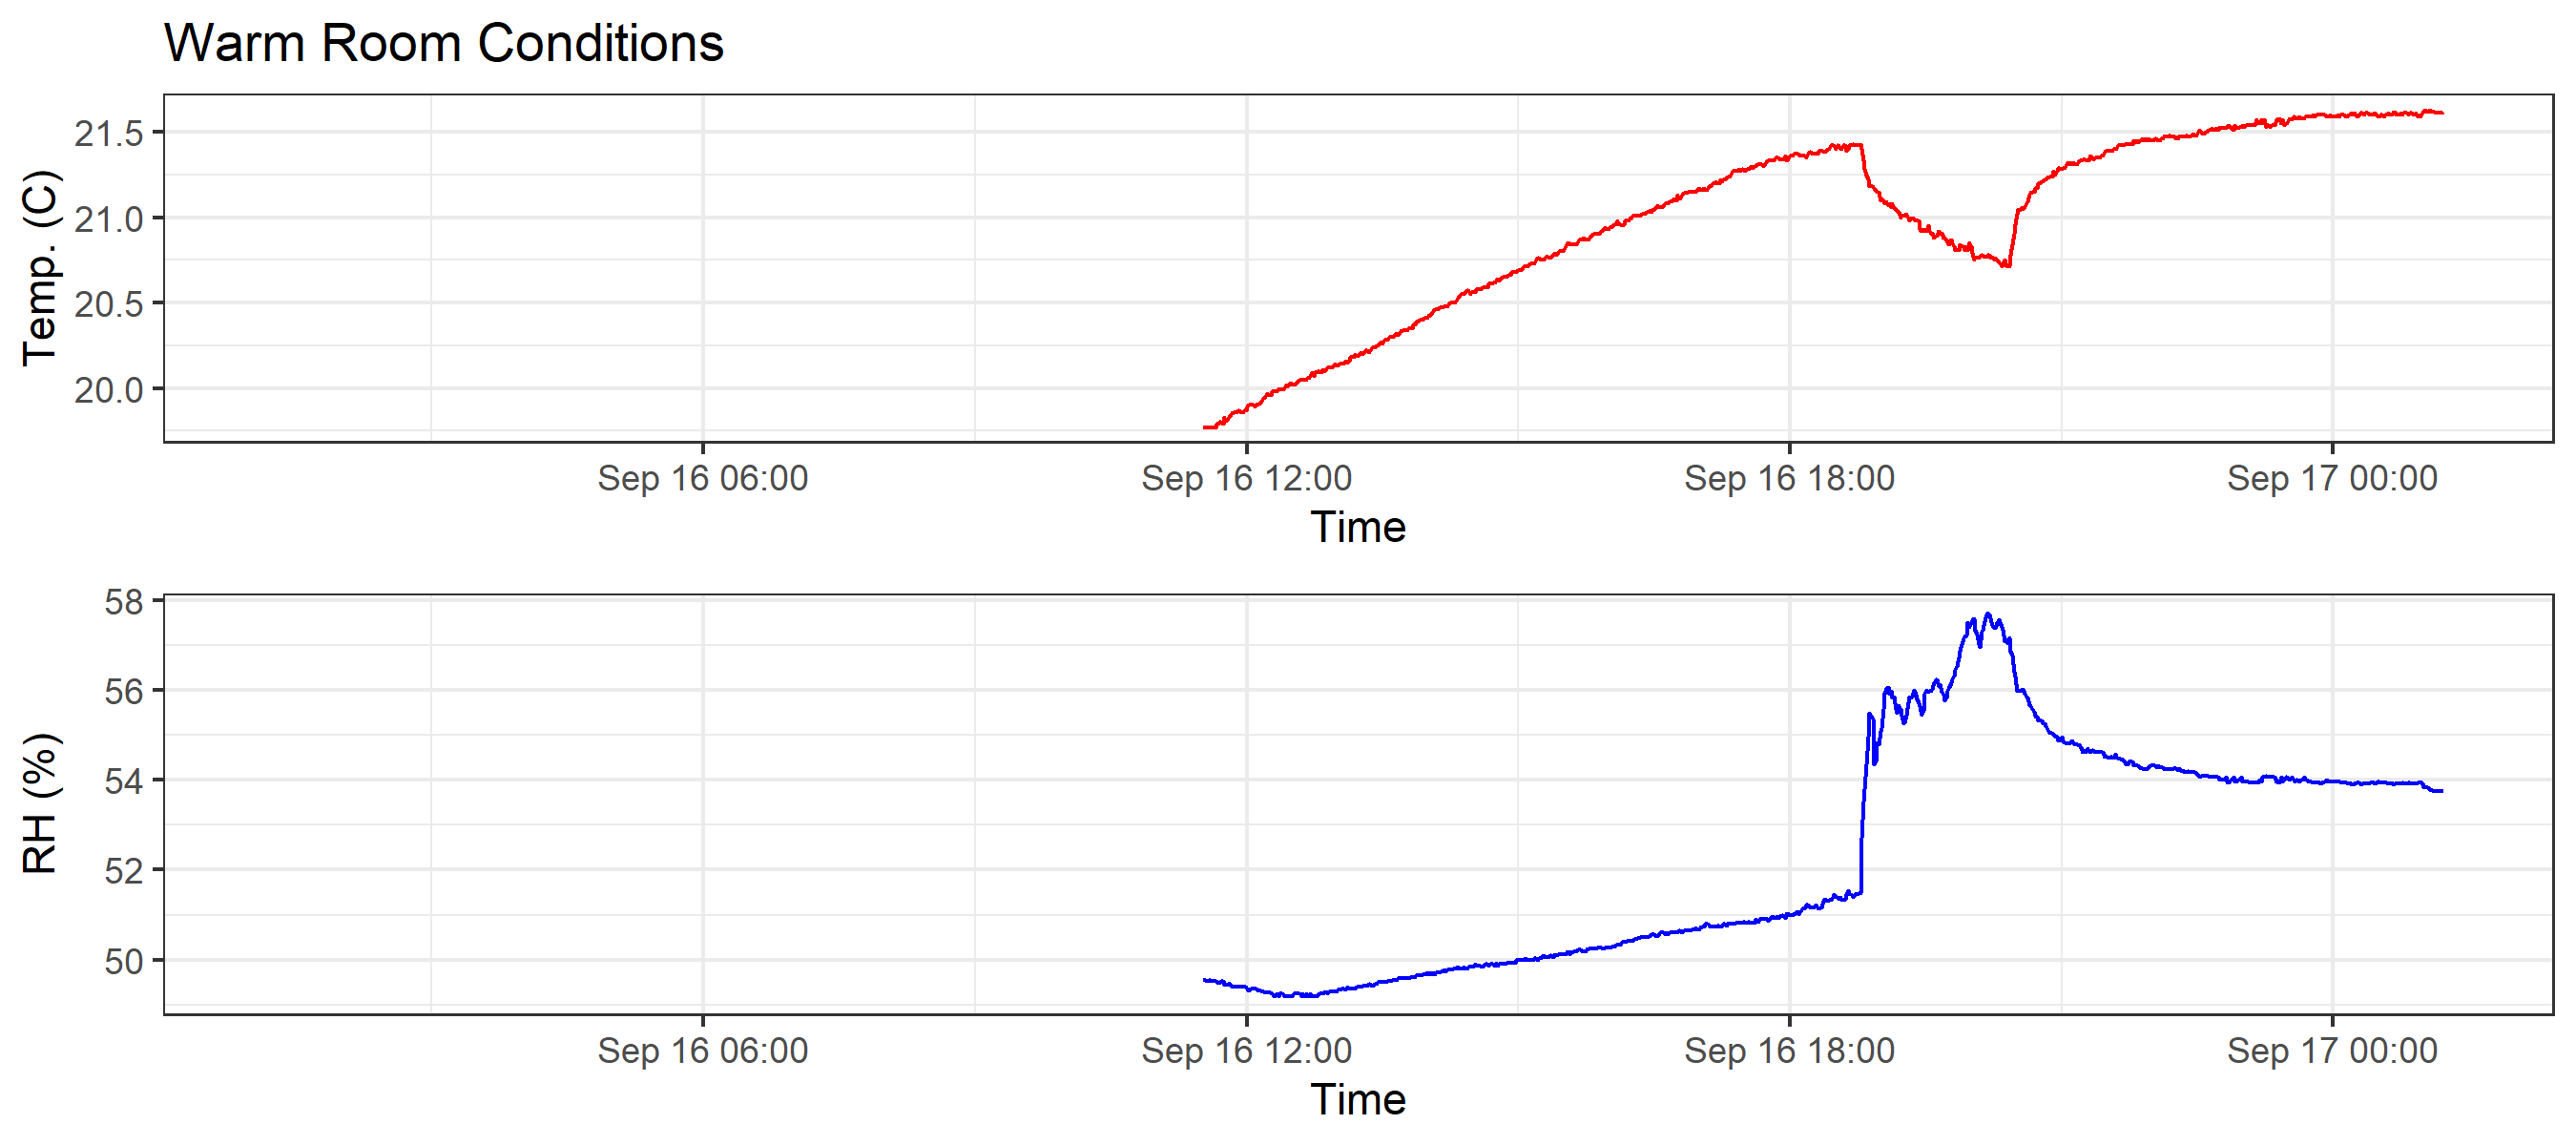 Warm Room Conditions
Temp. (C)
21.5
21.0
20.5
20.0
Sep 16 06:00 Sep 16 12:00 Sep 16 18:00 Sep 17 00:00
Time
RH (%)
58
56
54
52
50
Sep 16 06:00 Sep 16 12:00 Sep 16 18:00 Sep 17 00:00
Time